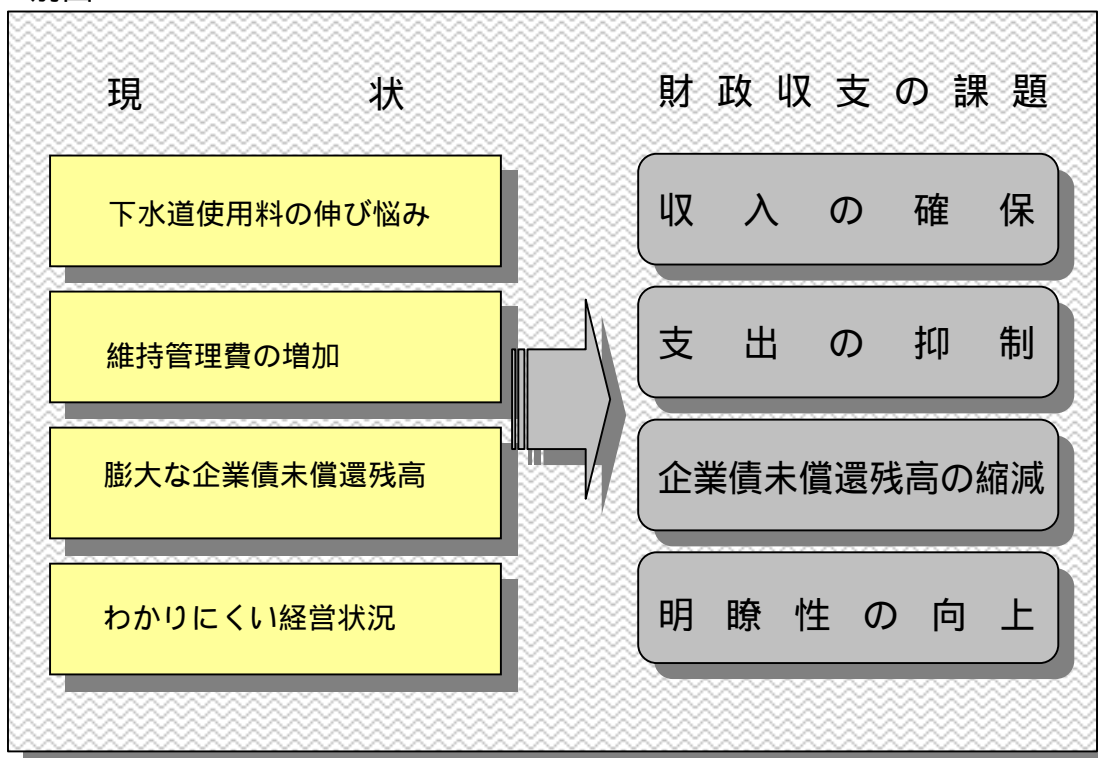 現状
下水道使用料の伸び悩み
維持管理費の増加
膨大な企業債未償還残高
わかりにくい経営状況
財政収支の課題
収入の確保
支出の抑制
企業債未償還残高の縮減
明瞭性の向上